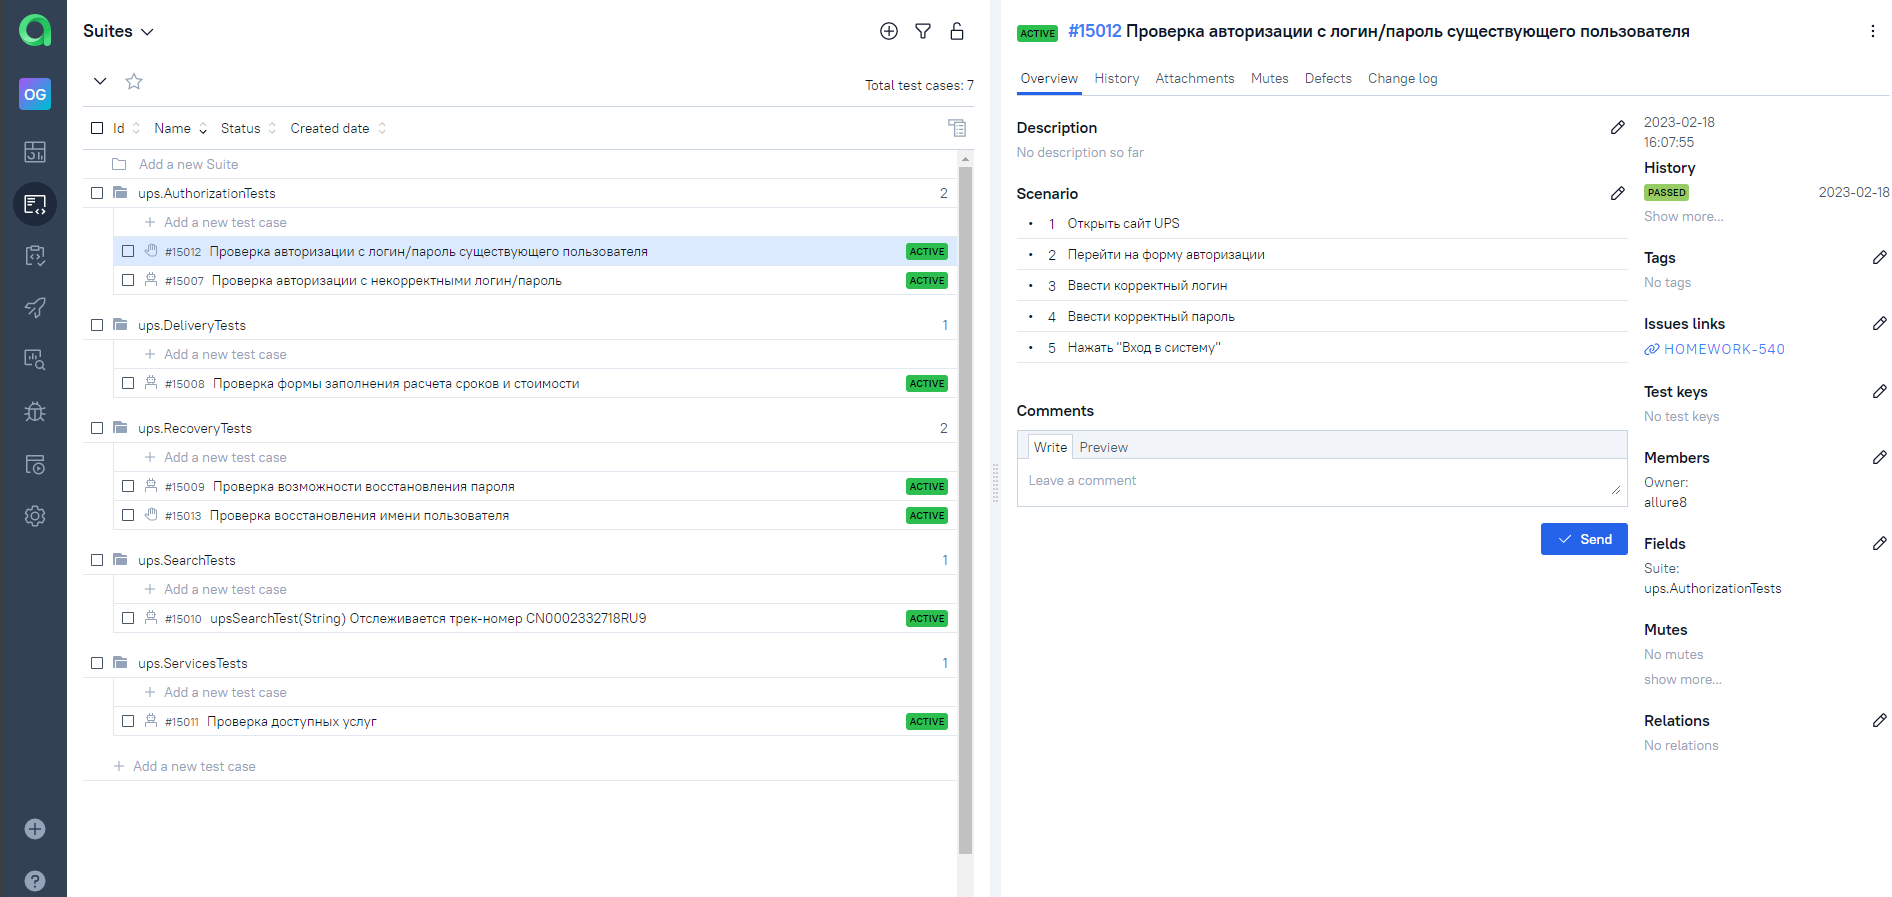 OG
Suites
Total test cases: 7
Id Name Status Created date
Add a new Suite
ups.AuthorizationTests 2
Add a new test case
#15012 Проверка авторизации с логин/пароль существующего пользователя ACTIVE
#15007 Проверка авторизации с некорректными логин/пароль ACTIVE
ups.DeliveryTests 1
Add a new test case
#15008 Проверка формы заполнения расчета сроков и стоимости ACTIVE
ups.RecoveryTests 2
Add a new test case
#15009 Проверка возможности восстановления пароля ACTIVE
#15013 Проверка восстановления имени пользователя ACTIVE
ups.SearchTests 1
Add a new test case
#15010 upsSearchTest(String) Отслеживается трек-номер CN0002332718RU9 ACTIVE
ups.ServicesTests 1
Add a new test case
#15011 Проверка доступных услуг ACTIVE
Add a new test case
ACTIVE #15012 Проверка авторизации с логин/пароль существующего пользователя
Overview History Attachments Mutes Defects Change log
Description
No description so far
Scenario
• 1 Открыть сайт UPS
• 2 Перейти на форму авторизации
• 3 Ввести корректный логин
• 4 Ввести корректный пароль
• 5 Нажать "Вход в систему"
Comments
Write Preview
Leave a comment
Send
2023-02-18
16:07:55
History
PASSED 2023-02-18
Show more...
Tags
No tags
Issues links
HOMEWORK-540
Test keys
No test keys
Members
Owner:
allure8
Fields
Suite:
ups.AuthorizationTests
Mutes
No mutes
show more...
Relations
No relations